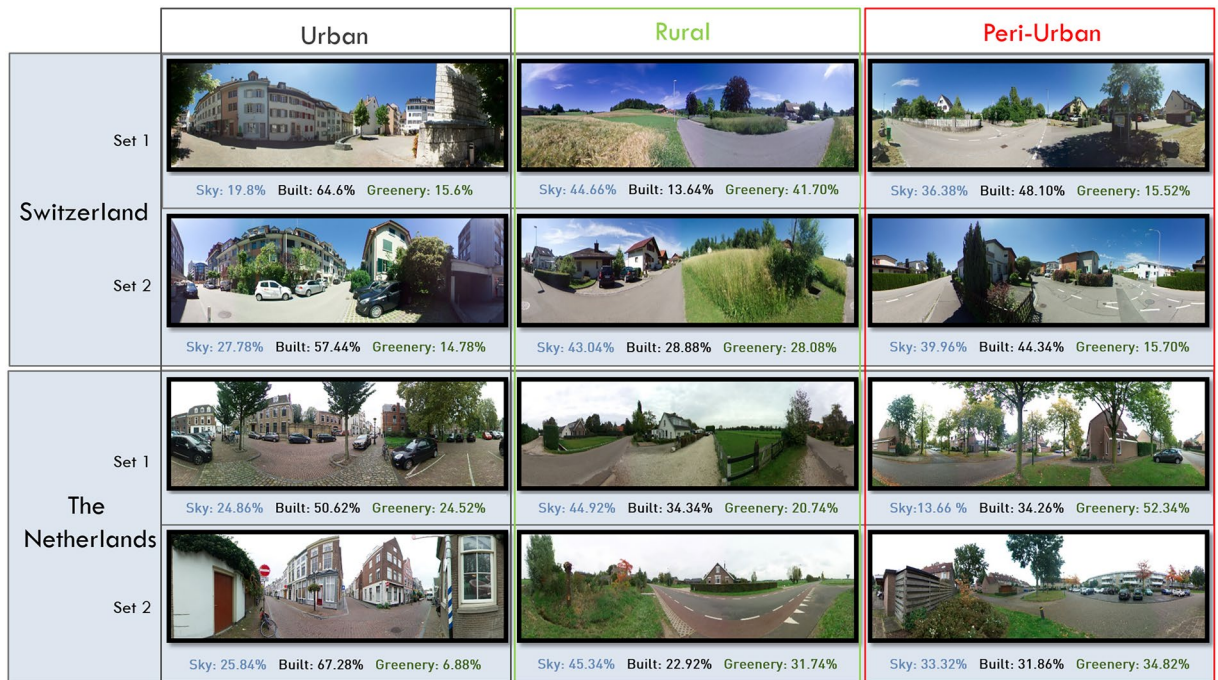 Urban Rural Peri-Urban
Set 1
Sky: 19.8% Built: 64.6% Greenery: 15.6% Sky: 44.66% Built: 13.64% Greenery: 41.70% Sky: 36.38% Built: 48.10% Greenery: 15.52%
Switzerland
Set 2
Sky: 27.78% Built: 57.44% Greenery: 14.78% Sky: 43.04% Built: 28.88% Greenery: 28.08% Sky: 39.96% Built: 44.34% Greenery: 15.70%
Set 1
Sky: 24.86% Built: 50.62% Greenery: 24.52% Sky: 44.92% Built: 34.34% Greenery: 20.74% Sky:13.66 % Built: 34.26% Greenery: 52.34%
The
Netherlands
Set 2
Sky: 25.84% Built: 67.28% Greenery: 6.88% Sky: 45.34% Built: 22.92% Greenery: 31.74% Sky: 33.32% Built: 31.86% Greenery: 34.82%